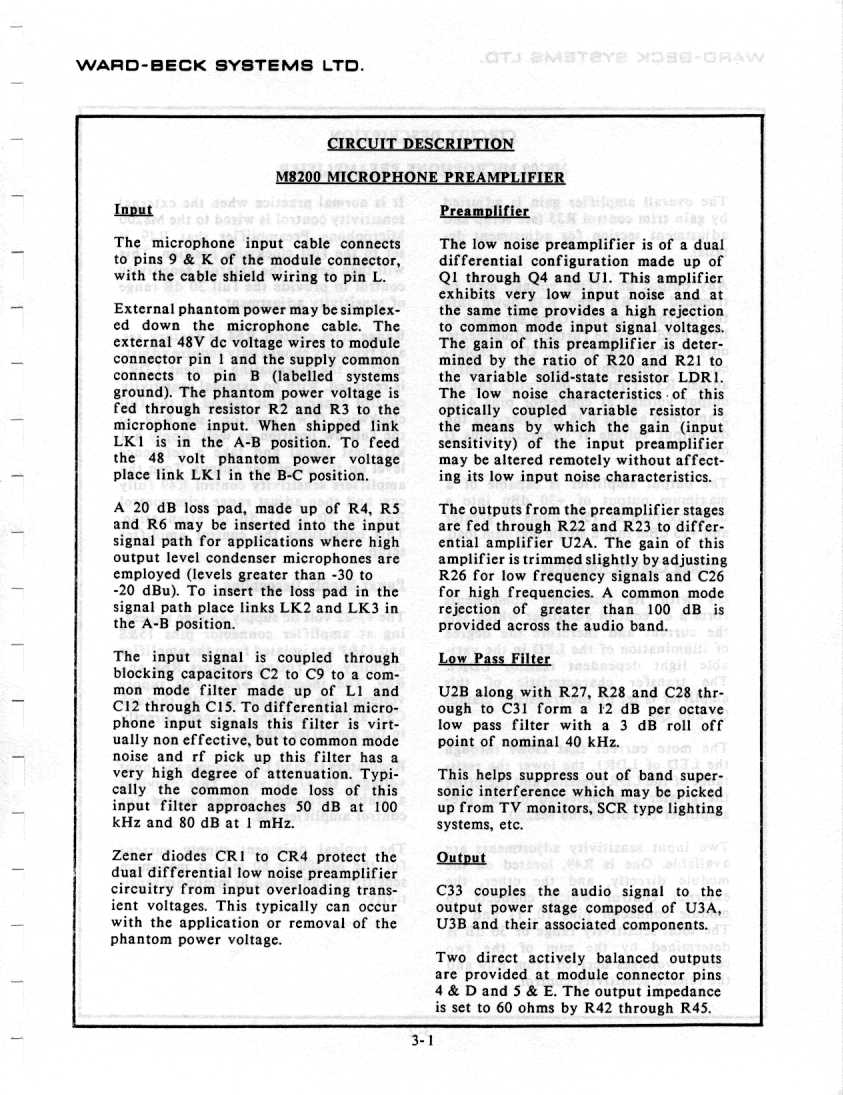 WARD-BECK SYSTEMS LTD.
CIRCUIT DESCRIPTION
M8200 MICROPHONE PREAMPLIFIER
Input
The microphone input cable connects
to pins 9 & K of the module connector,
with the cable shield wiring to pin L.
External phantom power may be simplex-
ed down the microphone cable. The
external 48V dc voltage wires to module
connector pin 1 and the supply common
connects to pin B (labelled systems
ground). The phantom power voltage is
fed through resistor R2 and R3 to the
microphone input. When shipped link
LK1 is in the A-B position. To feed
the 48 volt phantom power voltage
place link LK1 in the B-C position.
A 20 dB loss pad, made up of R4, R5
and R6 may be inserted into the input
signal path for applications where high
output level condenser microphones are
employed (levels greater than -30 to
-20 dBu). To insert the loss pad in the
signal path place links LK2 and LK3 in
the A-B position.
The input signal is coupled through
blocking capacitors C2 to C9 to a com-
mon mode filter made up of L1 and
C12 through C15. To differential micro-
phone input signals this filter is virt-
ually non effective, but to common mode
noise and rf pick up this filter has a
very high degree of attenuation. Typi-
cally the common mode loss of this
input filter approaches 50 dB at 100
kHz and 80 dB at 1 mHz.
Zener diodes CR1 to CR4 protect the
dual differential low noise preamplifier
circuitry from input overloading trans-
ient voltages. This typically can occur
with the application or removal of the
phantom power voltage.
Preamplifier
The low noise preamplifier is of a dual
differential configuration made up of
Q1 through Q4 and U1. This amplifier
exhibits very low input noise and at
the same time provides a high rejection
to common mode input signal voltages.
The gain of this preamplifier is deter-
mined by the ratio of R20 and R21 to
the variable solid-state resistor LDR1.
The low noise characteristics of this
optically coupled variable resistor is
the means by which the gain (input
sensitivity) of the input preamplifier
may be altered remotely without affect-
ing its low input noise characteristics.
The outputs from the preamplifier stages
are fed through R22 and R23 to differ-
ential amplifier U2A. The gain of this
amplifier is trimmed slightly by adjusting
R26 for low frequency signals and C26
for high frequencies. A common mode
rejection of greater than 100 dB is
provided across the audio band.
Low Pass Filter
U2B along with R27, R28 and C28 thr-
ough to C31 form a 12 dB per octave
low pass filter with a 3 dB roll off
point of nominal 40 kHz.
This helps suppress out of band super-
sonic interference which may be picked
up from TV monitors, SCR type lighting
systems, etc.
Output
C33 couples the audio signal to the
output power stage composed of U3A,
U3B and their associated components.
Two direct actively balanced outputs
are provided at module connector pins
4 & D and 5 & E. The output impedance
is set to 60 ohms by R42 through R45.
3-1